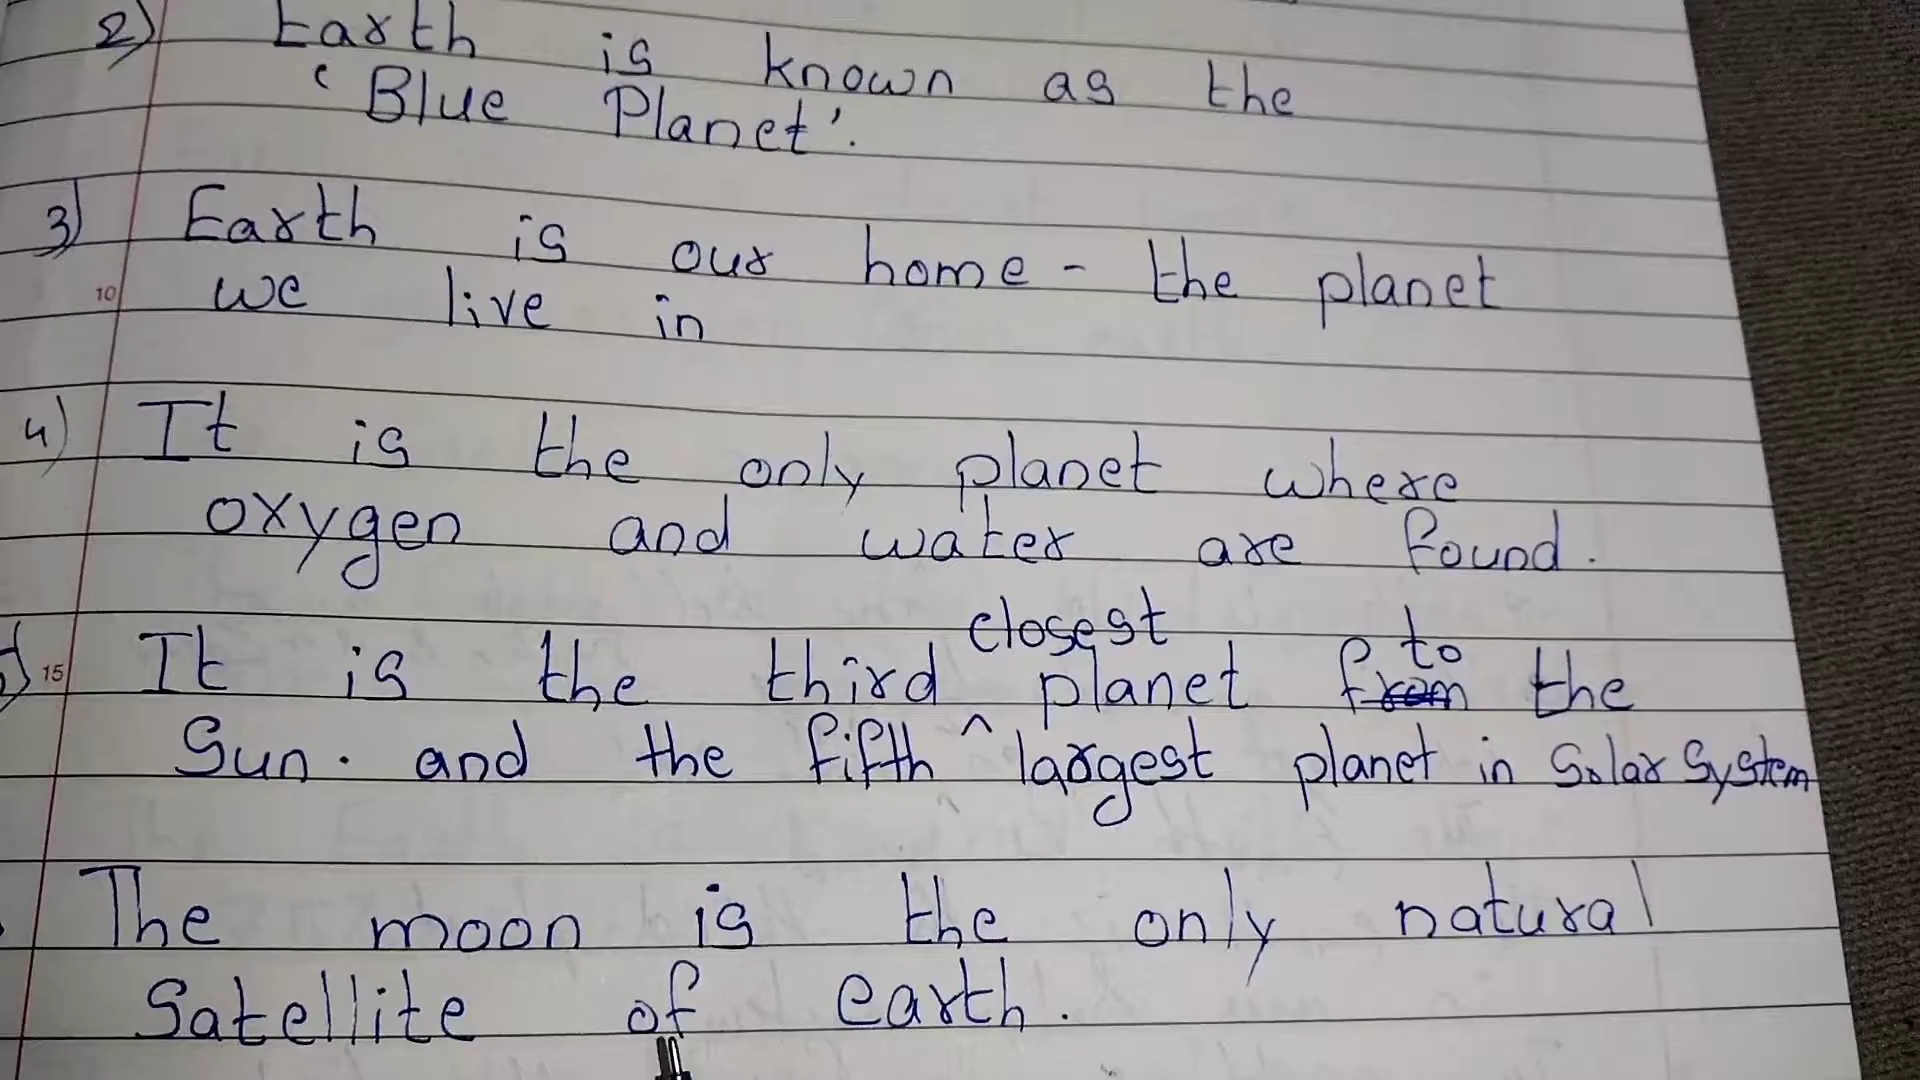 2) Earth is known as the
'Blue Planet'.
3) Earth is our home - the planet
10 we live in
4) It is the only planet where
oxygen and water are found.
closest to
15 It is the third planet from the
Sun. and the fifth ^ largest planet in Solar System
The moon is the only natural
Satellite of earth.